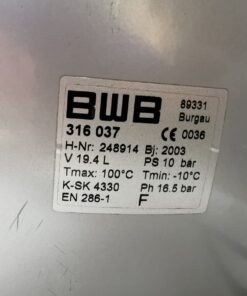 BWB 89331
Burgau
316 037 CE 0036
H-Nr: 248914 Bj: 2003
V 19.4 L PS 10 bar
Tmax: 100°C Tmin: -10°C
K-SK 4330 Ph 16.5 bar
EN 286-1 F